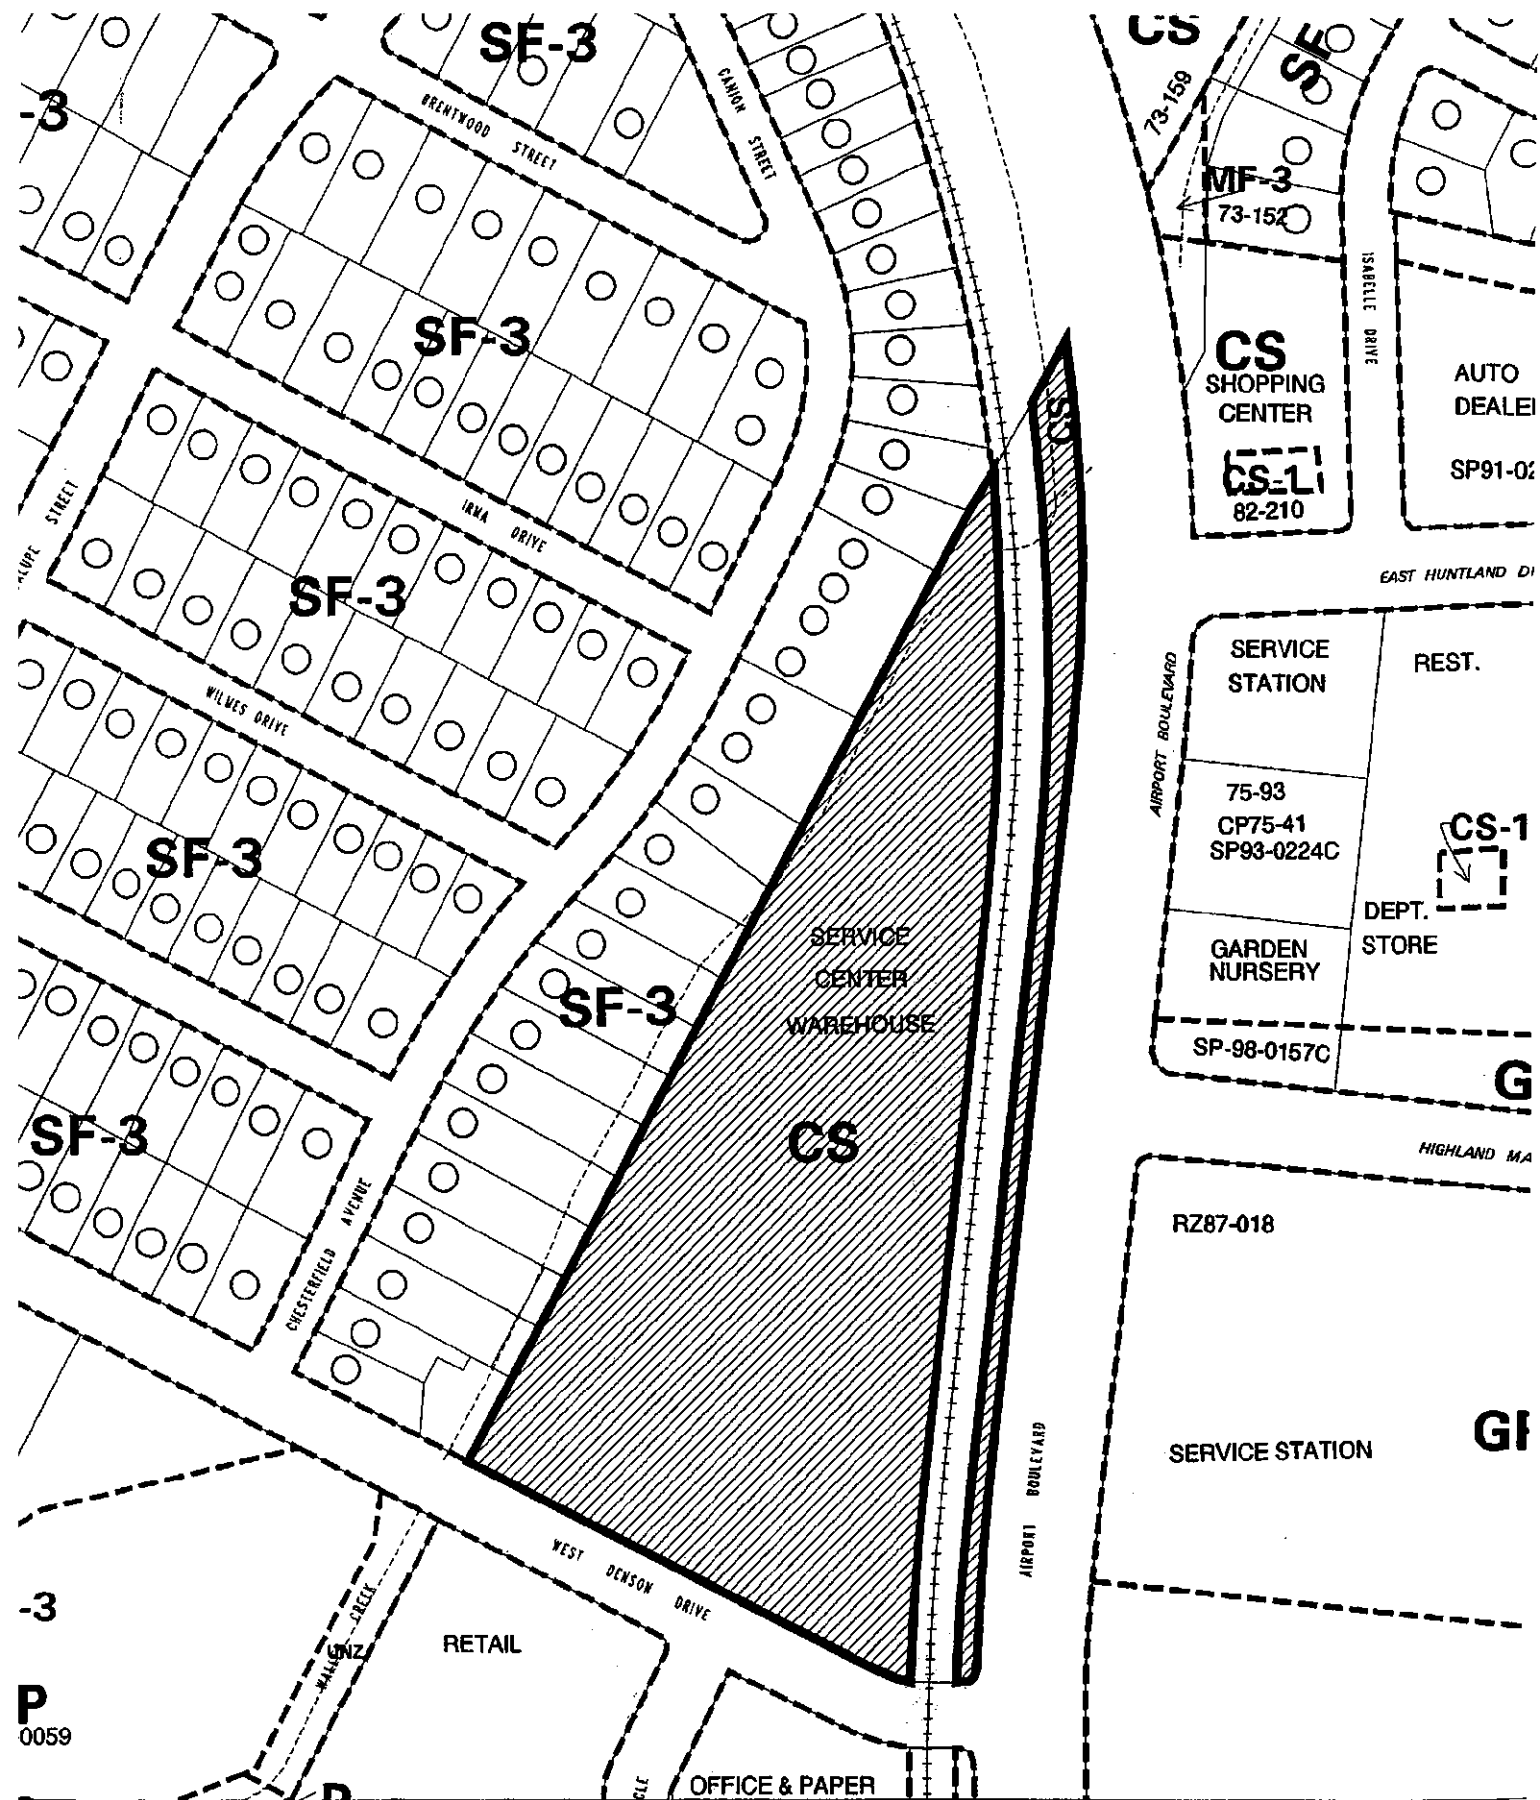 SF-3
CS
SF
-3
BRENTWOOD STREET
CANION STREET
73-159
MF-3
73-152
ISABELLE DRIVE
SF-3
CS
SHOPPING
CENTER
CS-1
82-210
AUTO
CS
IRMA DRIVE
STREET
SF-3
EAST HUNTLAND
SERVICE
STATION
REST.
AIRPORT BOULEVARD
WILMES DRIVE
75-93
CP75-41
SP93-0224C
CS-1
SF-3
DEPT.
STORE
GARDEN
NURSERY
SERVICE
CENTER
WAREHOUSE
SF-3
SP-98-0157C
G
CS
SF-3
HIGHLAND MA
CHESTERFIELD AVENUE
RZ87-018
AIRPORT BOULEVARD
SERVICE STATION
WEST DENSON DRIVE
-3
CREEK
UNZ
RETAIL
P
0059
CLE
OFFICE & PAPER